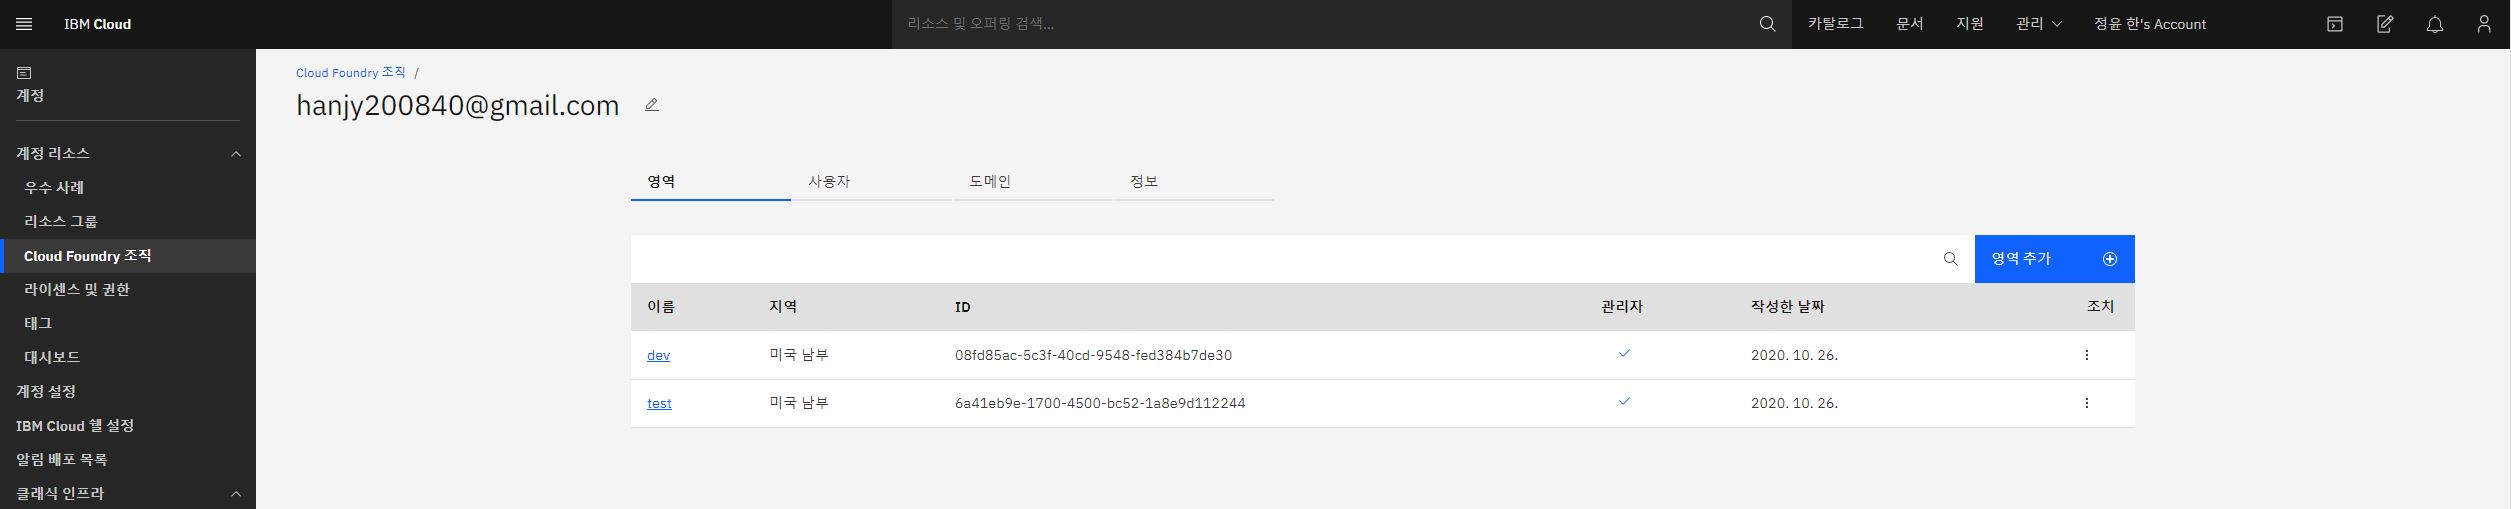 IBM Cloud
리소스 및 오퍼링 검색...
카탈로그 문서 지원 관리 정윤 한's Account
계정
계정 리소스
우수 사례
리소스 그룹
Cloud Foundry 조직
라이센스 및 권한
태그
대시보드
계정 설정
IBM Cloud 쉘 설정
알림 배포 목록
클래식 인프라
Cloud Foundry 조직 /
hanjy200840@gmail.com
영역 사용자 도메인 정보
영역 추가
이름 지역 ID 관리자 작성한 날짜 조치
dev 미국 남부 08fd85ac-5c3f-40cd-9548-fed384b7de30 2020. 10. 26.
test 미국 남부 6a41eb9e-1700-4500-bc52-1a8e9d112244 2020. 10. 26.